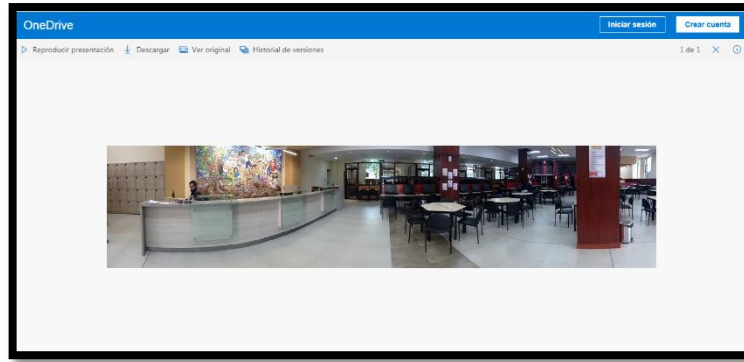 OneDrive
Iniciar sesión
Crear cuenta
Reproducir presentación
Descargar
Ver original
Historial de versiones
1 de 1